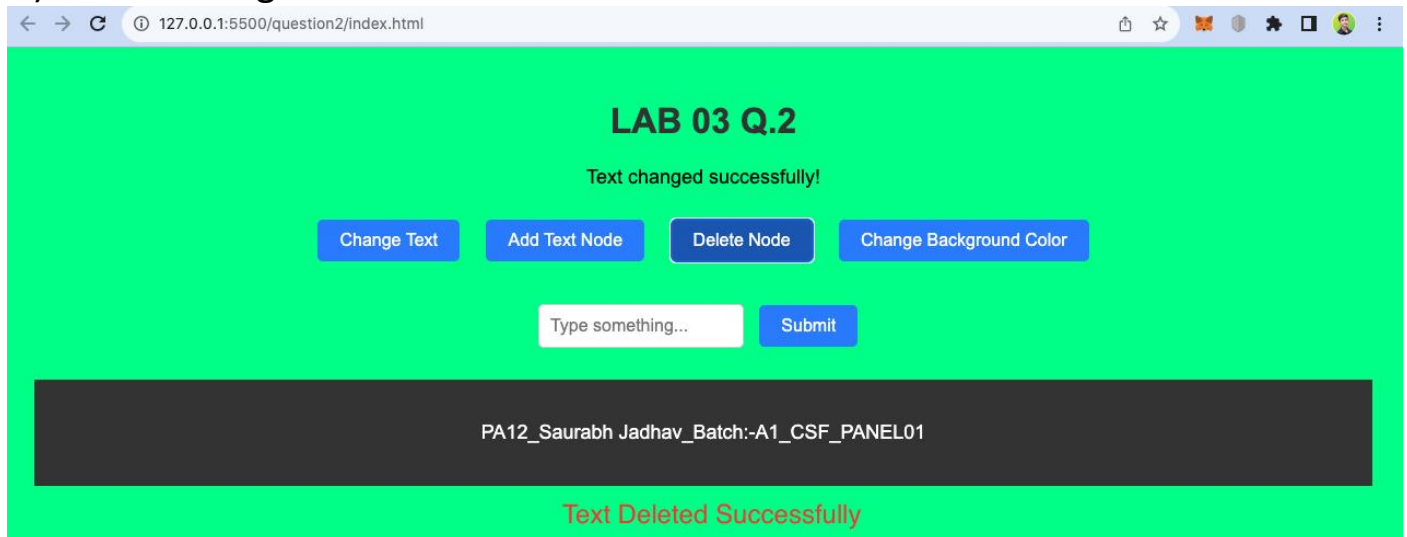 127.0.0.1:5500/question2/index.html
LAB 03 Q.2
Text changed successfully!
Change Text Add Text Node Delete Node Change Background Color
Type something... Submit
PA12_Saurabh Jadhav_Batch:-A1_CSF_PANEL01
Text Deleted Successfully